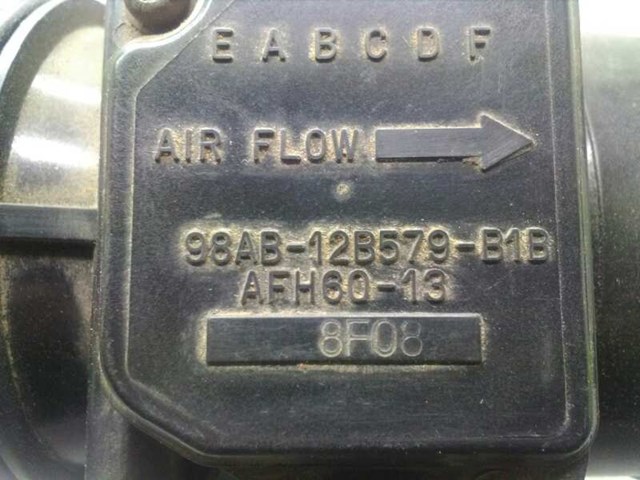 E A B C D F
AIR FLOW
98AB-12B579-B1B
AFH60-13
8F08